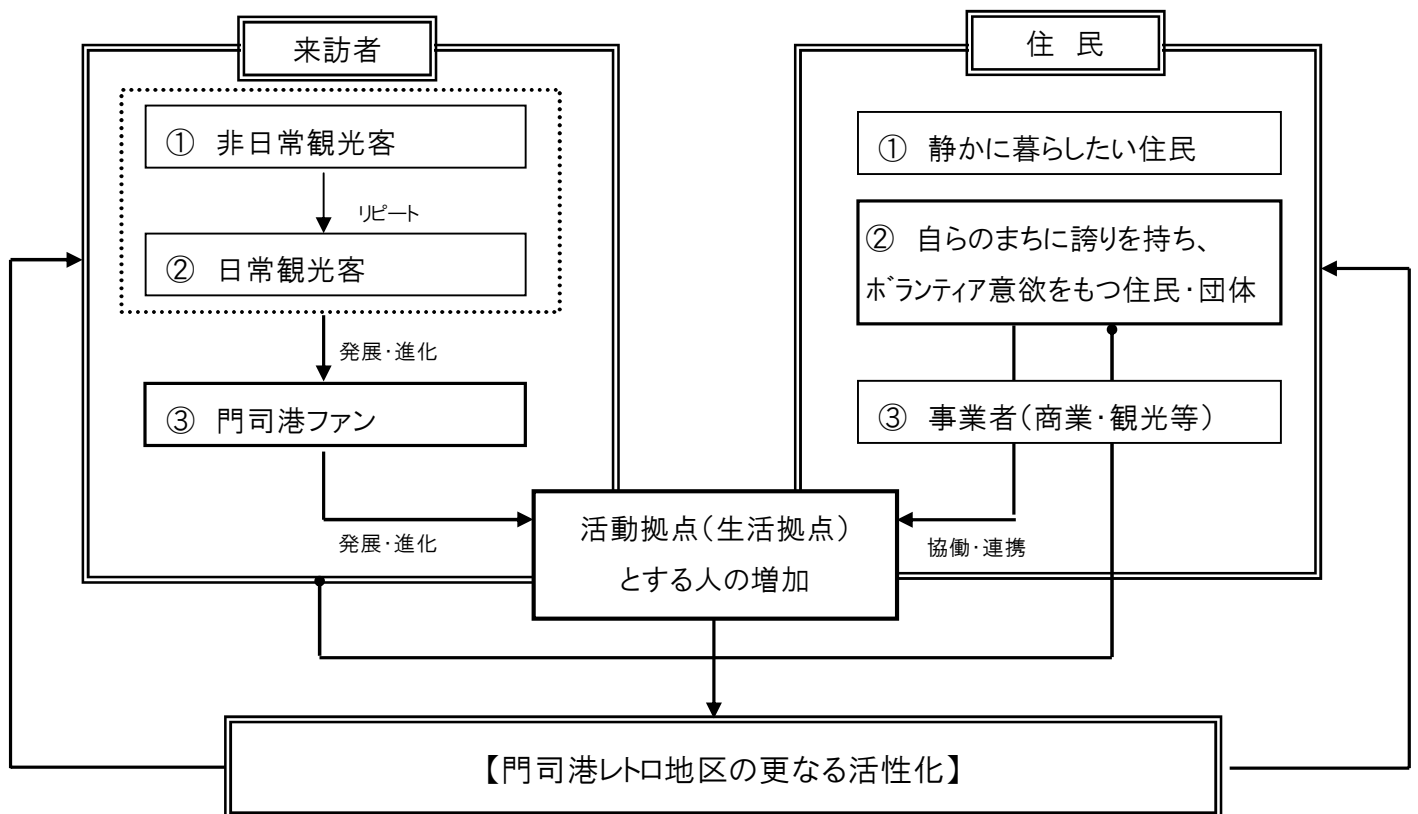 来訪者
① 非日常観光客
リピート
② 日常観光客
発展・進化
③ 門司港ファン
発展・進化
住 民
① 静かに暮らしたい住民
② 自らのまちに誇りを持ち、
ボランティア意欲をもつ住民・団体
③ 事業者(商業・観光等)
協働・連携
活動拠点(生活拠点)
とする人の増加
【門司港レトロ地区の更なる活性化】